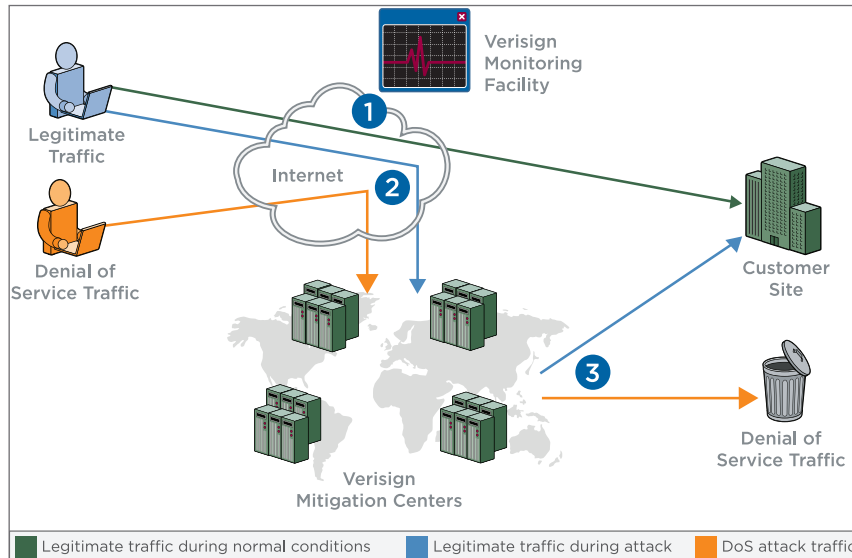 Verisign
Monitoring
Facility
1
Legitimate
Traffic
Internet
2
Denial of
Service Traffic
Customer
Site
3
Verisign
Mitigation Centers
Denial of
Service Traffic
Legitimate traffic during normal conditions
Legitimate traffic during attack
DoS attack traffic